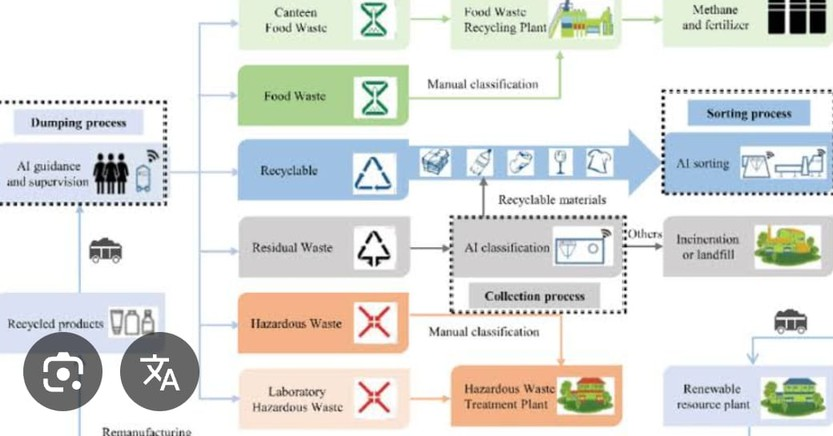 Canteen
Food Waste
Food Waste
Recycling Plant
Methane
and fertilizer
Food Waste
Manual classification
Dumping process
AI guidance
and supervision
Recyclable
Sorting process
AI sorting
Recyclable materials
Residual Waste
AI classification
Others
Incineration
or landfill
Collection process
Recycled products
Hazardous Waste
Manual classification
Laboratory
Hazardous Waste
Hazardous Waste
Treatment Plant
Renewable
resource plant
Remanufacturing